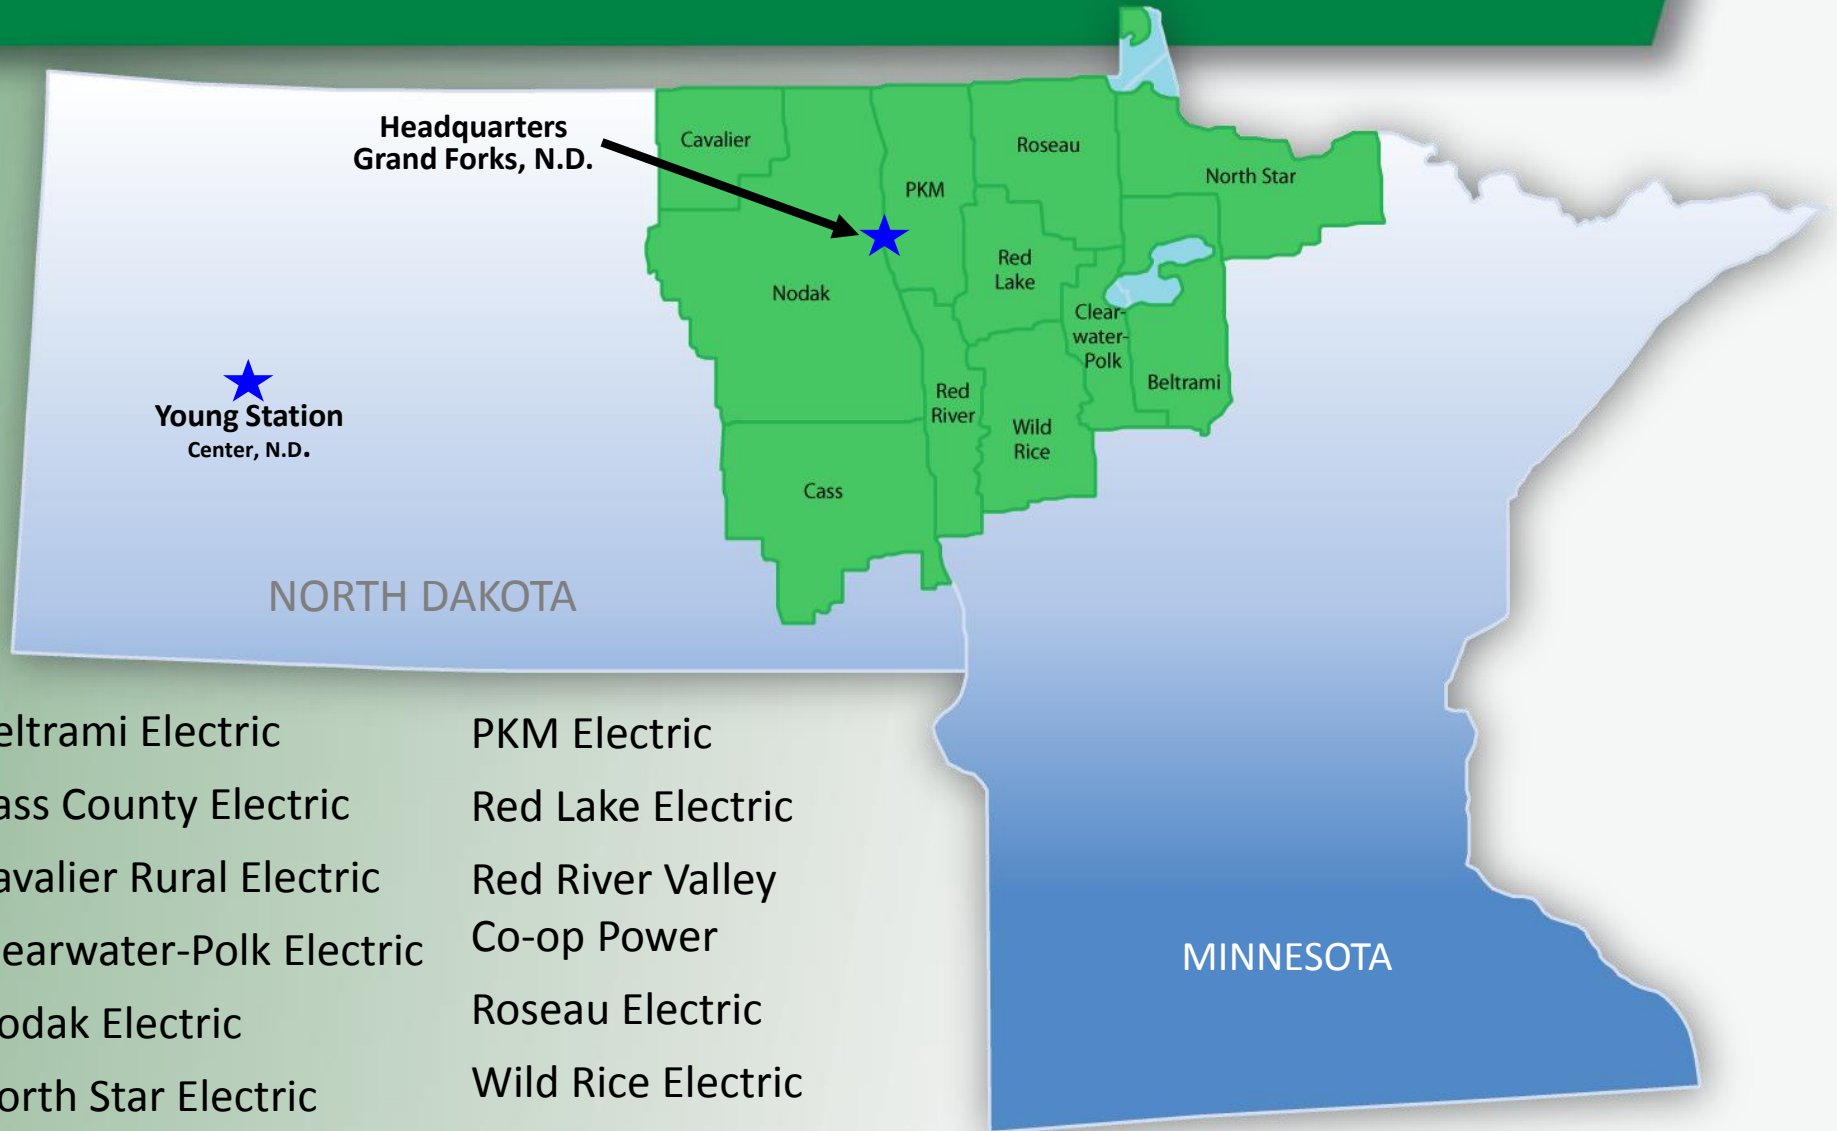 Headquarters
Grand Forks, N.D.
Cavalier
Roseau
PKM
North Star
Red
Lake
Nodak
Clear-
water-
Polk
Beltrami
Red
River
Wild
Rice
Cass
Young Station
Center, N.D.
NORTH DAKOTA
MINNESOTA
eltrami Electric
ass County Electric
avalier Rural Electric
learwater-Polk Electric
odak Electric
orth Star Electric
PKM Electric
Red Lake Electric
Red River Valley
Co-op Power
Roseau Electric
Wild Rice Electric